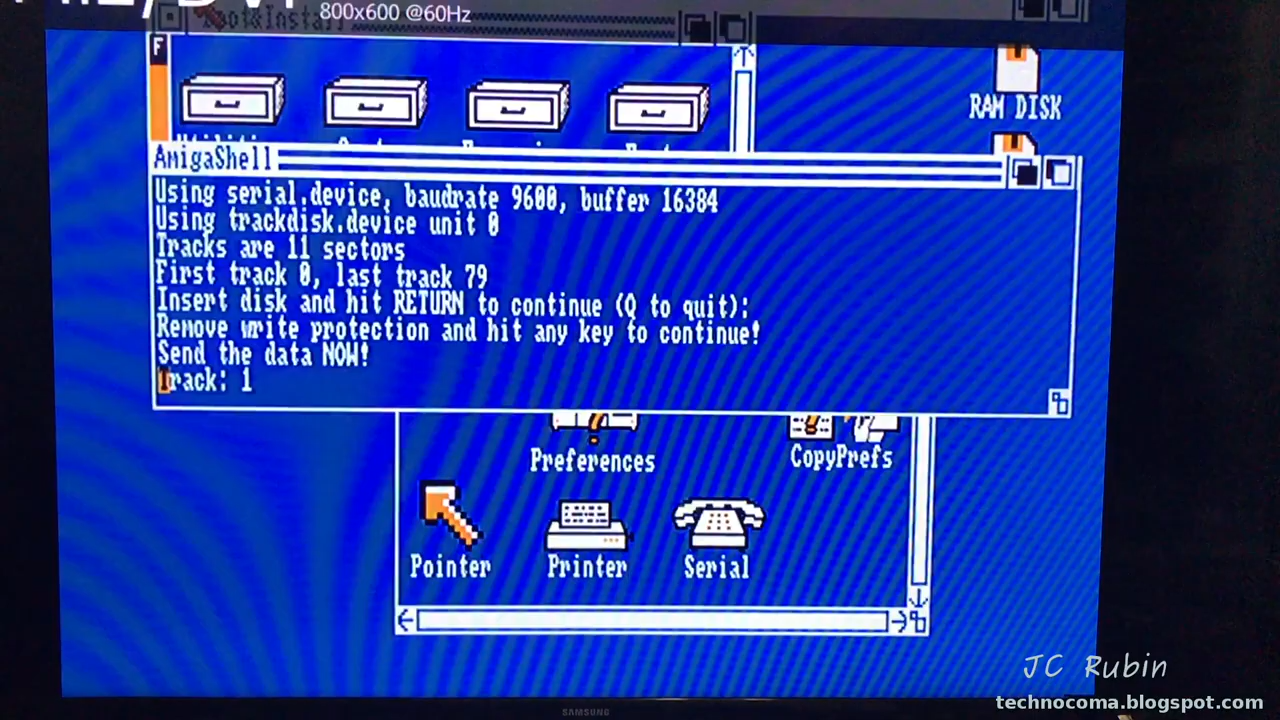 800x600 @60Hz
F
RAM DISK
AmigaShell
Using serial.device, baudrate 9600, buffer 16384
Using trackdisk.device unit 0
Tracks are 11 sectors
First track 0, last track 79
Insert disk and hit RETURN to continue (Q to quit):
Remove write protection and hit any key to continue!
Send the data NOW!
Track: 1
Preferences
CopyPrefs
Pointer
Printer
Serial
JC Rubin
technocoma.blogspot.com
SAMSUNG